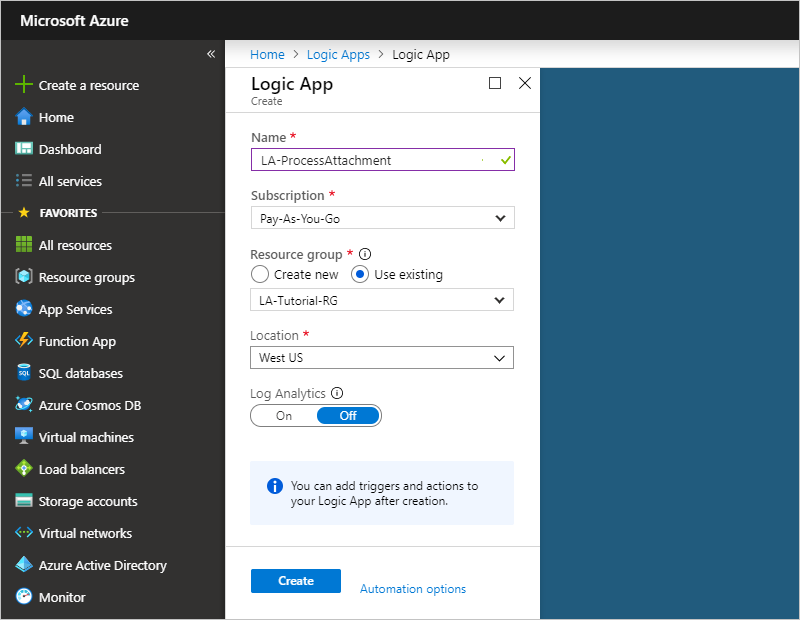 Microsoft Azure
«
Create a resource
Home
Dashboard
All services
FAVORITES
All resources
Resource groups
App Services
Function App
SQL
SQL databases
Azure Cosmos DB
Virtual machines
Load balancers
Storage accounts
Virtual networks
Azure Active Directory
Monitor
Home > Logic Apps > Logic App
Logic App
Create
Name *
LA-ProcessAttachment
Subscription *
Pay-As-You-Go
Resource group *
Create new Use existing
LA-Tutorial-RG
Location *
West US
Log Analytics
On Off
You can add triggers and actions to
your Logic App after creation.
Create Automation options